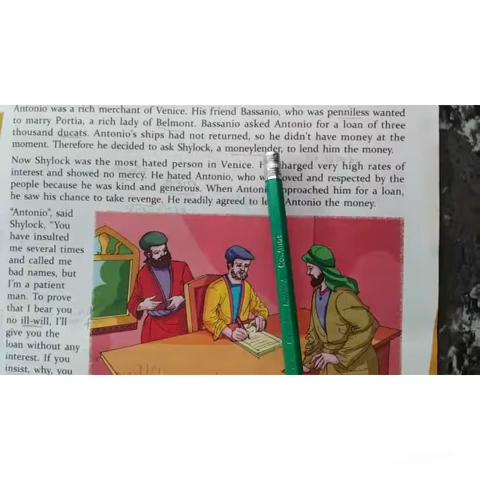 Antonio was a rich merchant of Venice. His friend Bassanio, who was penniless wanted
to marry Portia, a rich lady of Belmont. Bassanio asked Antonio for a loan of three
thousand ducats. Antonio's ships had not returned, so he didn't have money at the
moment. Therefore he decided to ask Shylock, a moneylender, to lend him the money.
Now Shylock was the most hated person in Venice. charged very high rates of
interest and showed no mercy. He hated Antonio, who loved and respected by the
people because he was kind and generous. When approached him for a loan,
he saw his chance to take revenge. He readily agreed to Antonio the money.
"Antonio", said
Shylock, "You
have insulted
me several times
and called me
bad names, but
I'm a patient
man. To prove
that I bear you
no ill-will, I'll
give you the
loan without any
interest. If you
insist, why, you